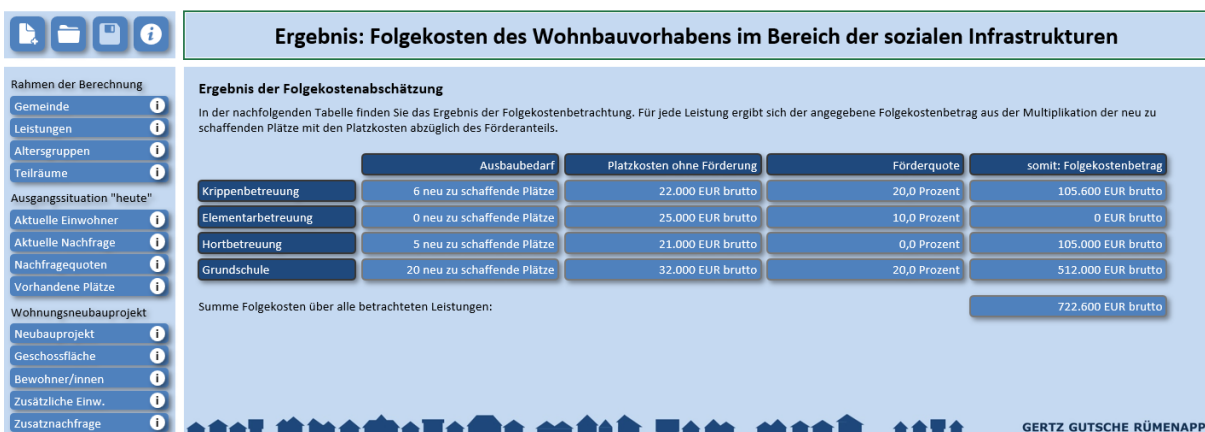 Ergebnis: Folgekosten des Wohnbauvorhabens im Bereich der sozialen Infrastrukturen
Rahmen der Berechnung
Gemeinde
Leistungen
Altersgruppen
Teilräume
Ausgangssituation "heute"
Aktuelle Einwohner
Aktuelle Nachfrage
Nachfragequoten
Vorhandene Plätze
Wohnungsneubauprojekt
Neubauprojekt
Geschossfläche
Bewohner/innen
Zusätzliche Einw.
Zusatznachfrage
Ergebnis der Folgekostenabschätzung
In der nachfolgenden Tabelle finden Sie das Ergebnis der Folgekostenbetrachtung. Für jede Leistung ergibt sich der angegebene Folgekostenbetrag aus der Multiplikation der neu zu
schaffenden Plätze mit den Platzkosten abzüglich des Förderanteils.
Ausbaubedarf Platzkosten ohne Förderung Förderquote somit: Folgekostenbetrag
Krippenbetreuung 6 neu zu schaffende Plätze 22.000 EUR brutto 20,0 Prozent 105.600 EUR brutto
Elementarbetreuung 0 neu zu schaffende Plätze 25.000 EUR brutto 10,0 Prozent 0 EUR brutto
Hortbetreuung 5 neu zu schaffende Plätze 21.000 EUR brutto 0,0 Prozent 105.000 EUR brutto
Grundschule 20 neu zu schaffende Plätze 32.000 EUR brutto 20,0 Prozent 512.000 EUR brutto
Summe Folgekosten über alle betrachteten Leistungen: 722.600 EUR brutto
GERTZ GUTSCHE RÜMENAPP